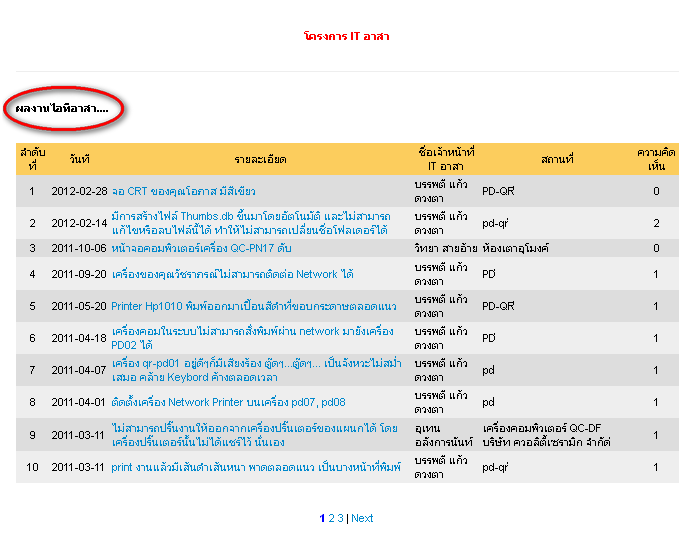 โครงการ IT อาสา
ผลงานไอทีอาสา....
ลำดับที่ วันที่ รายละเอียด ชื่อเจ้าหน้าที่ IT อาสา สถานที่ ความคิดเห็น
1 2012-02-28 จอ CRT ของคุณโอภาส มีสีเขียว บรรพตี แก้วดวงตา PD-QR 0
2 2012-02-14 มีการสร้างไฟล์ Thumbs.db ขึ้นมาโดยอัตโนมัติ และไม่สามารถแก้ไขหรือลบไฟล์นี้ได้ ทำให้ไม่สามารถเปลี่ยนชื่อโฟลเดอร์ได้ บรรพตี แก้วดวงตา pd-qr 2
3 2011-10-06 หน้าจอคอมพิวเตอร์เครื่อง QC-PN17 ดับ วิทยา สายอ้าย ห้องเตาอุโมงค์ 0
4 2011-09-20 เครื่องของคุณวัชราภรณ์ไม่สามารถติดต่อ Network ได้ บรรพตี แก้วดวงตา PD 1
5 2011-05-20 Printer Hp1010 พิมพ์ออกมาเปื้อนสีดำที่ขอบกระดาษตลอดแนว บรรพตี แก้วดวงตา PD-QR 1
6 2011-04-18 เครื่องคอมในระบบไม่สามารถสั่งพิมพ์ผ่าน network มายังเครื่อง PD02 ได้ บรรพตี แก้วดวงตา PD 1
7 2011-04-07 เครื่อง qr-pd01 อยู่ดีๆก็มีเสียงร้อง ตู๊ดๆ...ตู๊ดๆ... เป็นจังหวะไม่สม่ำเสมอ คล้าย Keybord ค้างตลอดเวลา บรรพตี แก้วดวงตา pd 1
8 2011-04-01 ติดตั้งเครื่อง Network Printer บนเครื่อง pd07, pd08 บรรพตี แก้วดวงตา pd 1
9 2011-03-11 ไม่สามารถปริ้นงานให้ออกจากเครื่องปริ้นเตอร์ของแผนกได้ โดยเครื่องปริ้นเตอร์นั้นไม่ได้แชร์ไว้ นั่นเอง อุเทน อลังการนันท์ เครื่องคอมพิวเตอร์ QC-DF บริษัท ควอลิตี้เซรามิก จำกัด 1
10 2011-03-11 print งานแล้วมีเส้นดำเส้นหนา พาดตลอดแนว เป็นบางหน้าที่พิมพ์ บรรพตี แก้วดวงตา pd-qr 1
1 2 3 | Next